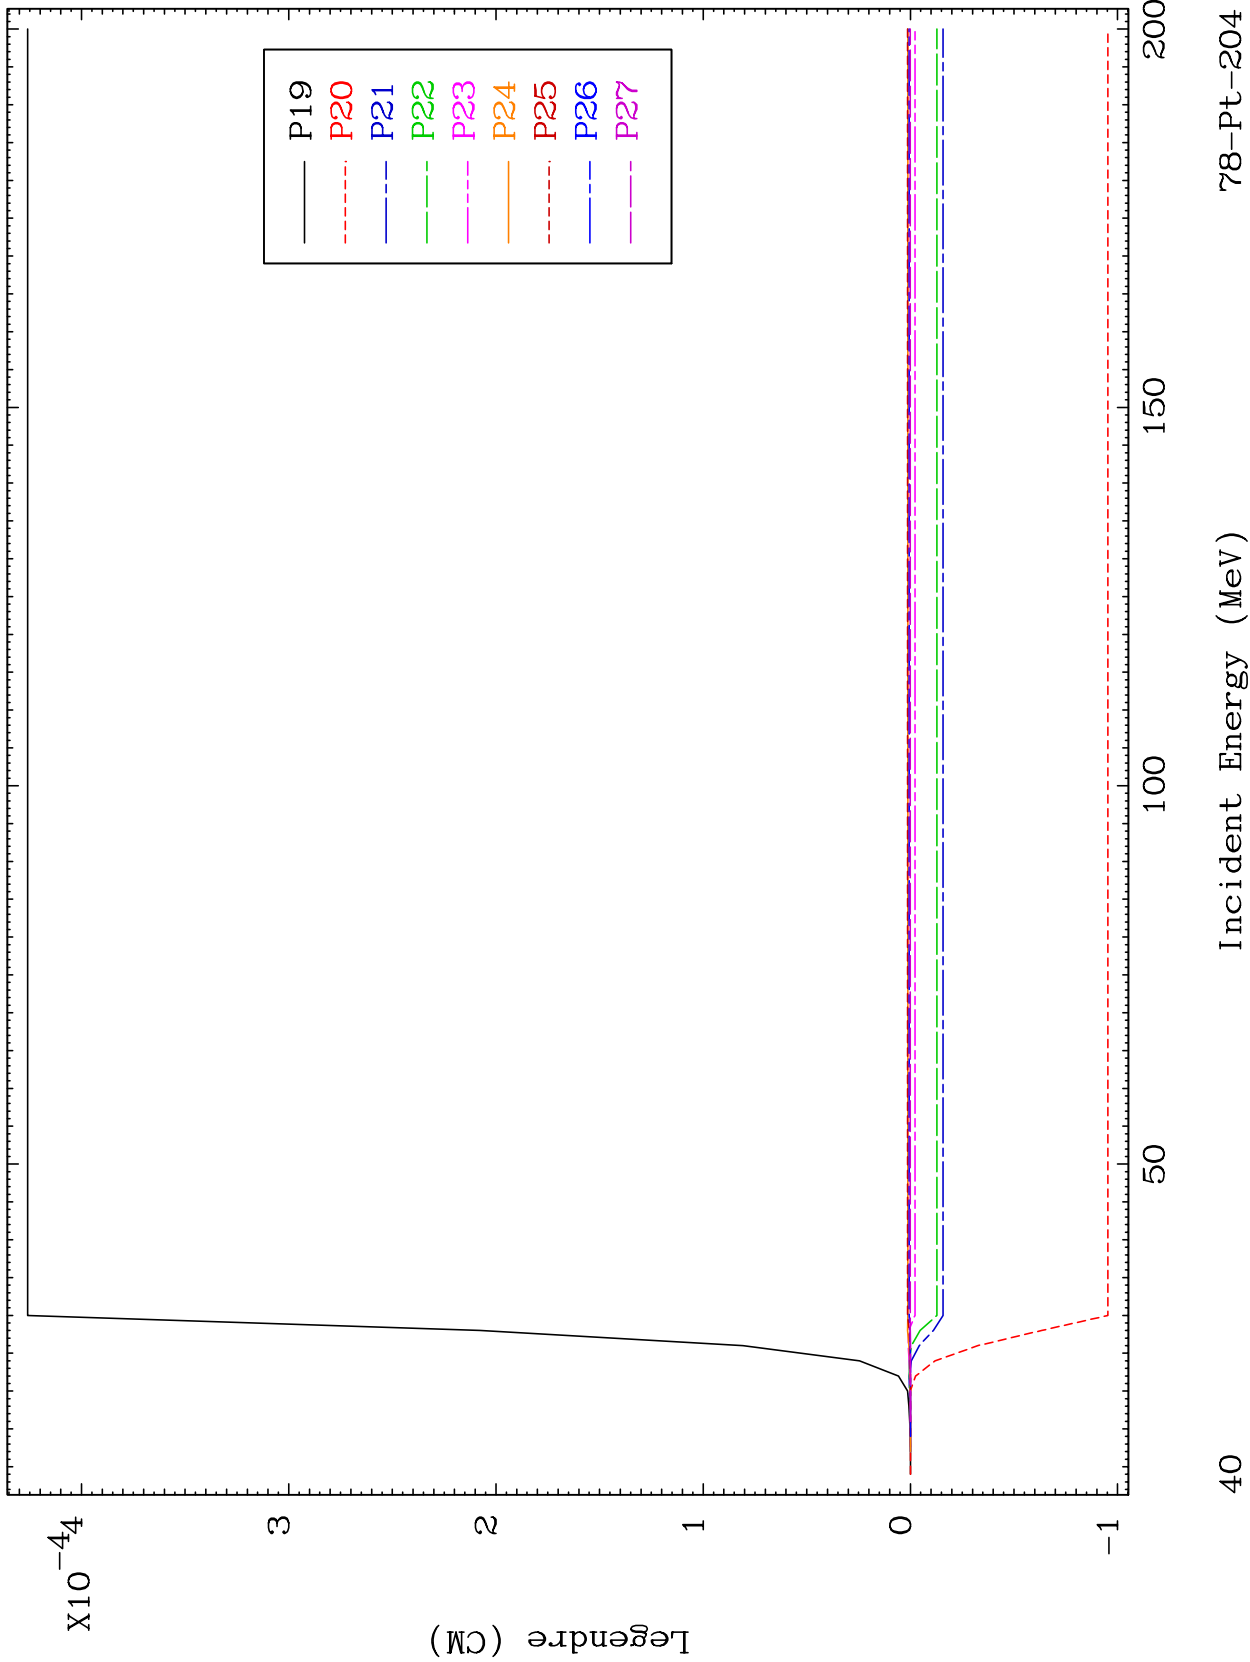 X10⁻⁴
4
3
2
1
0
-1
Legendre (CM)
P19
P20
P21
P22
P23
P24
P25
P26
P27
50
100
150
200
40
Incident Energy (MeV)
78-Pt-204